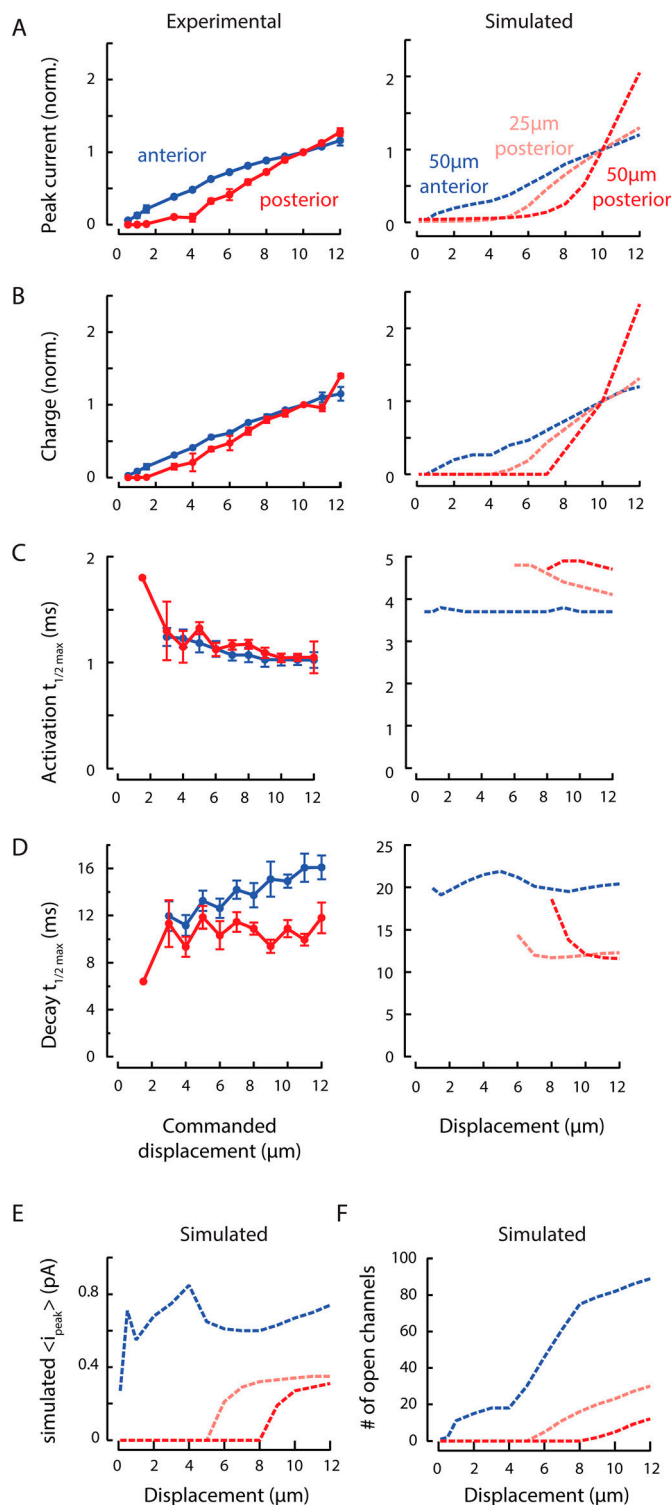 Experimental
Simulated
A
Peak current (norm.)
2
1
0
anterior
posterior
0 2 4 6 8 10 12
2
1
0
25µm
posterior
50µm
anterior
50µm
posterior
0 2 4 6 8 10 12
B
Charge (norm.)
2
1
0
0 2 4 6 8 10 12
2
1
0
0 2 4 6 8 10 12
C
Activation t1/2 max (ms)
2
1
0
0 2 4 6 8 10 12
5
4
3
2
1
0
0 2 4 6 8 10 12
D
Decay t1/2 max (ms)
16
12
8
4
0
0 2 4 6 8 10 12
Commanded
displacement (µm)
25
20
15
10
5
0
0 2 4 6 8 10 12
Displacement (µm)
E
Simulated
simulated <ipeak> (pA)
0.8
0.4
0
0 2 4 6 8 10 12
Displacement (µm)
F
Simulated
# of open channels
100
80
60
40
20
0
0 2 4 6 8 10 12
Displacement (µm)